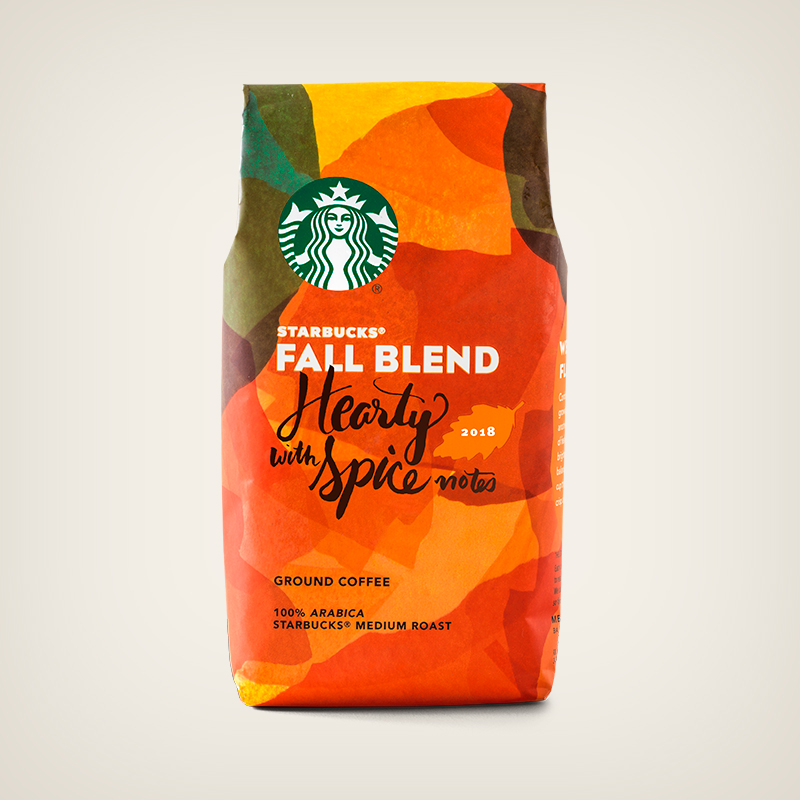 ®
STARBUCKS®
FALL BLEND
Hearty
2018
with Spice notes
GROUND COFFEE
100% ARABICA
STARBUCKS® MEDIUM ROAST